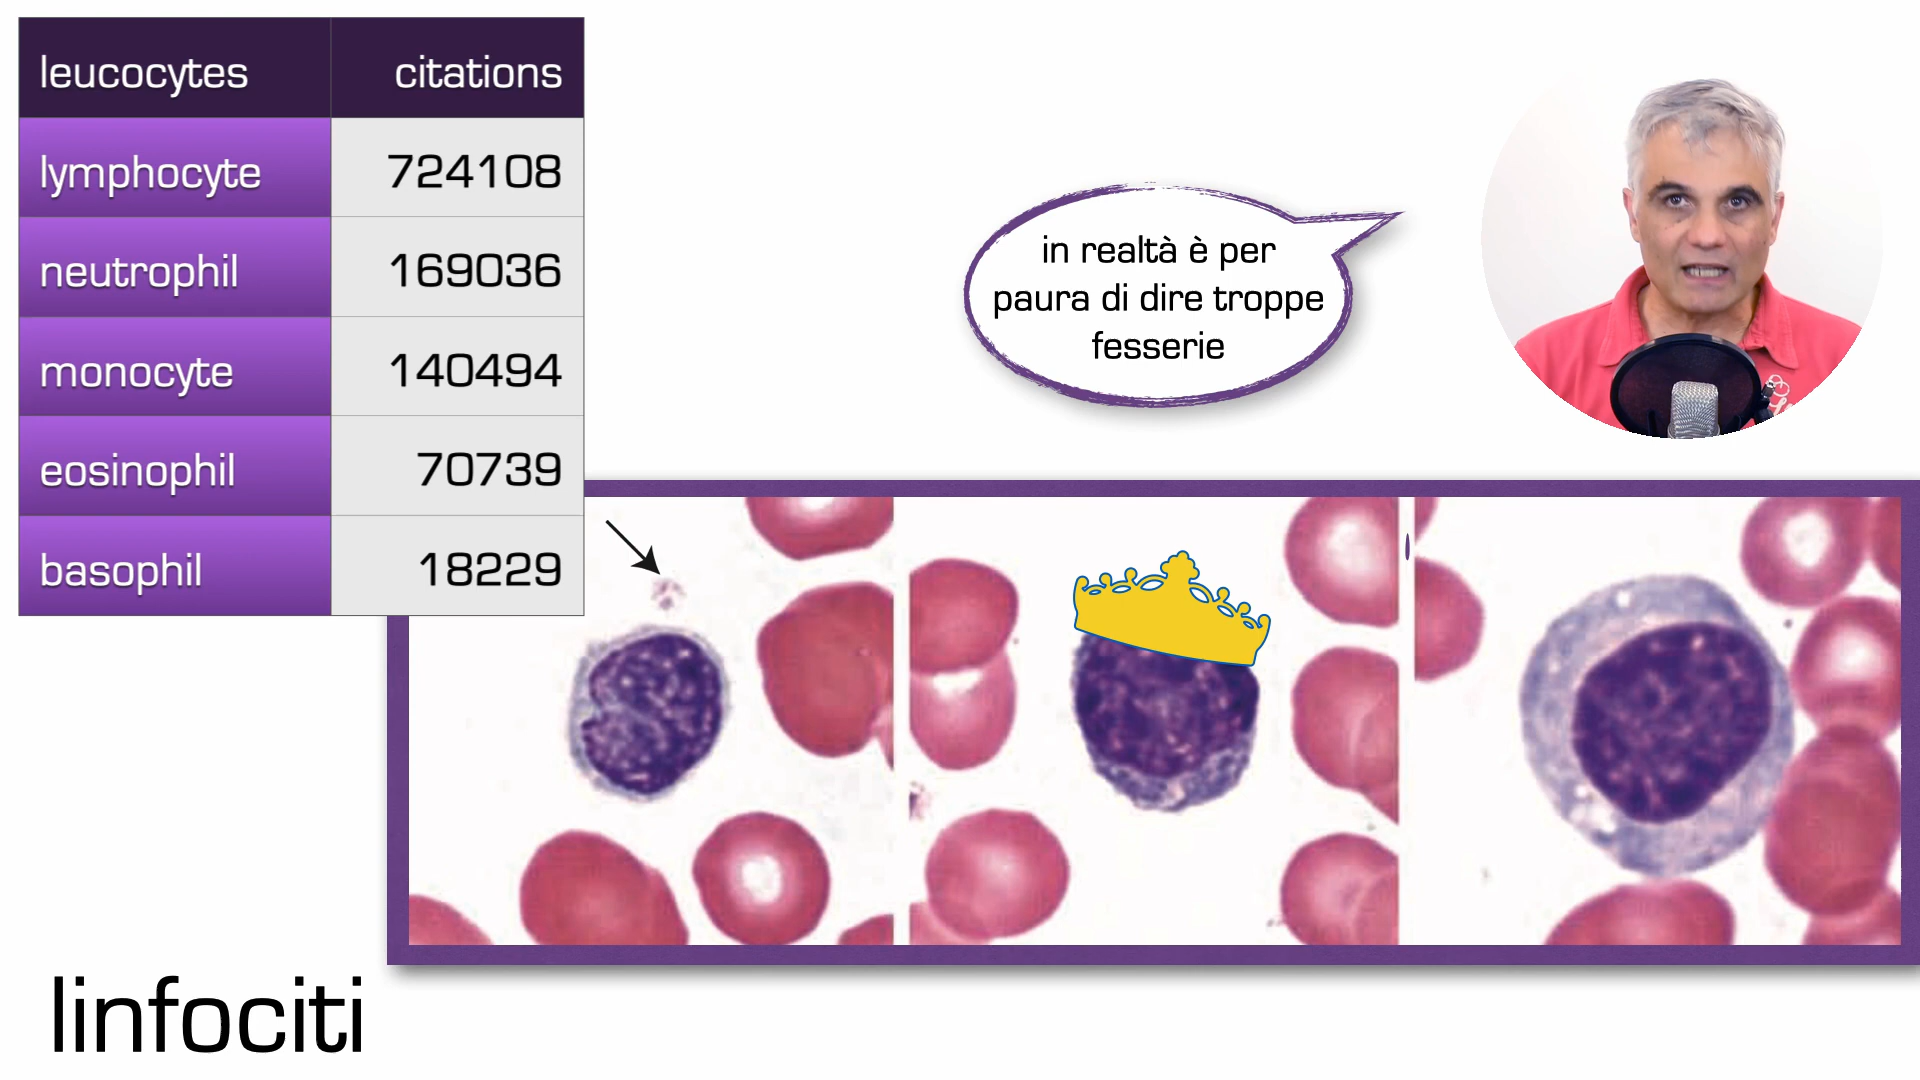 leucocytes citations
lymphocyte 724108
neutrophil 169036
monocyte 140494
eosinophil 70739
basophil 18229
in realtà è per
paura di dire troppe
fesserie
linfociti